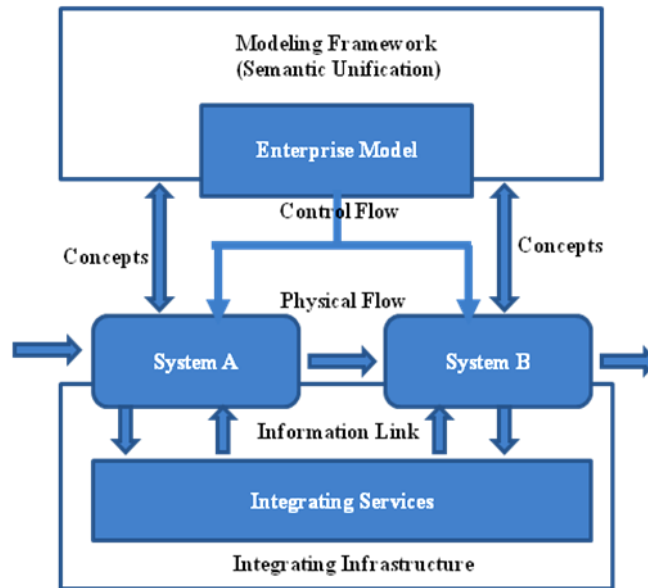 Modeling Framework
(Semantic Unification)
Enterprise Model
Control Flow
Concepts
Concepts
Physical Flow
System A
System B
Information Link
Integrating Services
Integrating Infrastructure